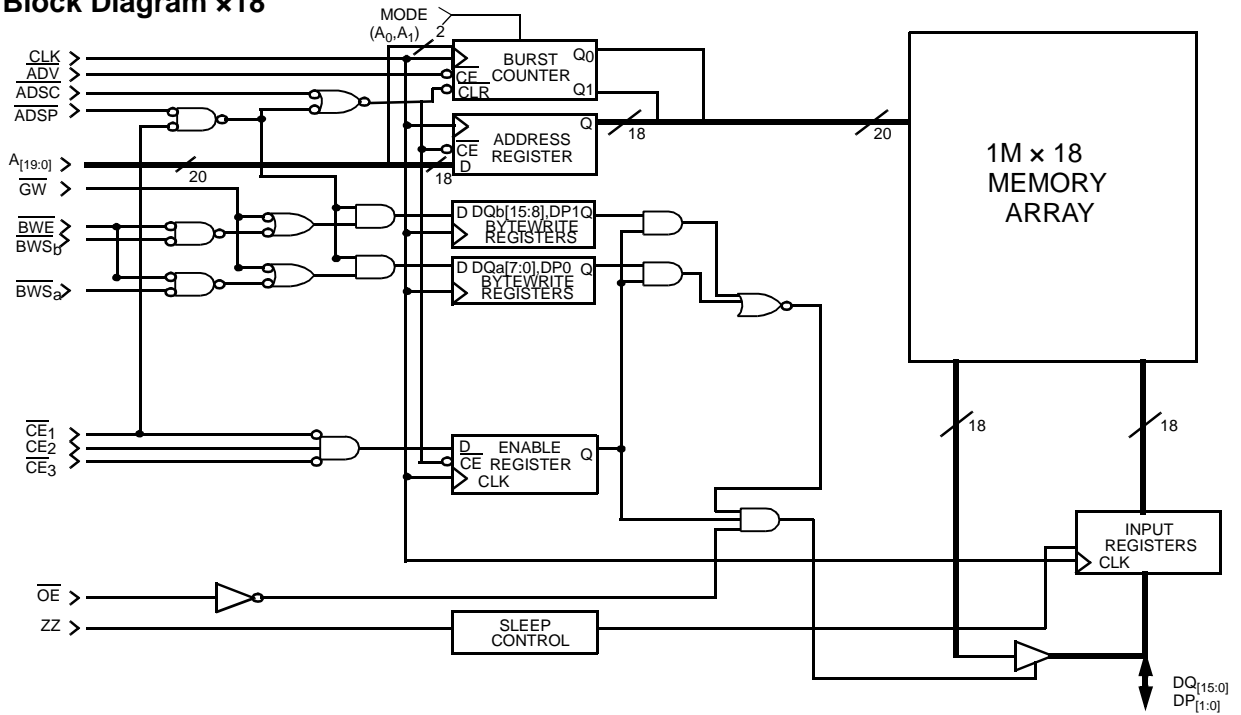 Block Diagram ×18
MODE
(A0,A1) 2
CLK
ADV
ADSC
ADSP
A[19:0]
20
GW
BWE
BWSb
BWSa
CE1
CE2
CE3
OE
ZZ
BURST
COUNTER
CE
CLR
Q0
Q1
ADDRESS
REGISTER
CE
D
Q
18
18
20
D DQb[15:8],DP1Q
BYTEWRITE
REGISTERS
D DQa[7:0],DP0 Q
BYTEWRITE
REGISTERS
D ENABLE Q
CE REGISTER
CLK
SLEEP
CONTROL
1M × 18
MEMORY
ARRAY
18
18
INPUT
REGISTERS
CLK
DQ[15:0]
DP[1:0]